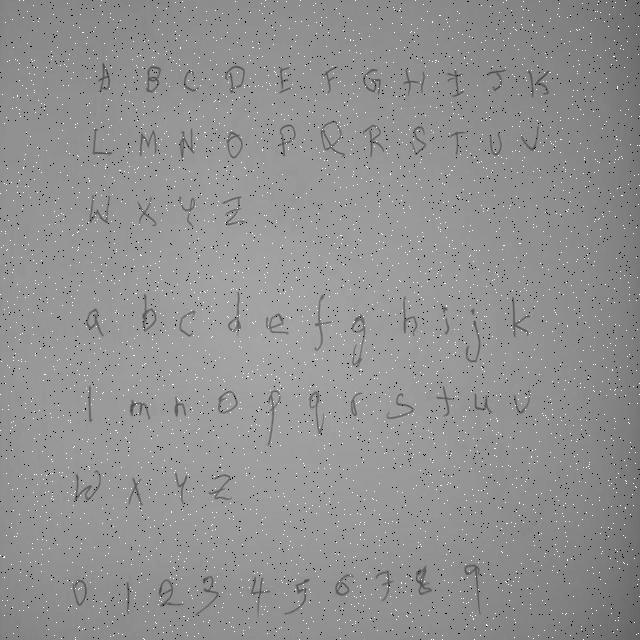 A B C D E F G H I J K
L M N O P Q R S T U V
W X Y Z
a b c d e f g h i j k
l m n o p q r s t u v
w x y z
0 1 2 3 4 5 6 7 8 9